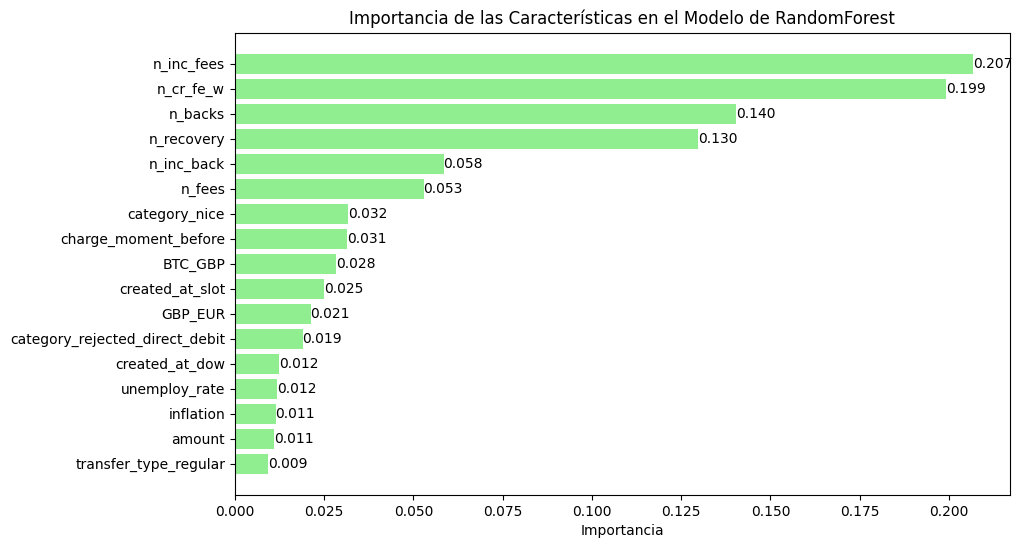 Importancia de las Características en el Modelo de RandomForest
n_inc_fees 0.207
n_cr_fe_w 0.199
n_backs 0.140
n_recovery 0.130
n_inc_back 0.058
n_fees 0.053
category_nice 0.032
charge_moment_before 0.031
BTC_GBP 0.028
created_at_slot 0.025
GBP_EUR 0.021
category_rejected_direct_debit 0.019
created_at_dow 0.012
unemploy_rate 0.012
inflation 0.011
amount 0.011
transfer_type_regular 0.009
0.000 0.025 0.050 0.075 0.100 0.125 0.150 0.175 0.200
Importancia